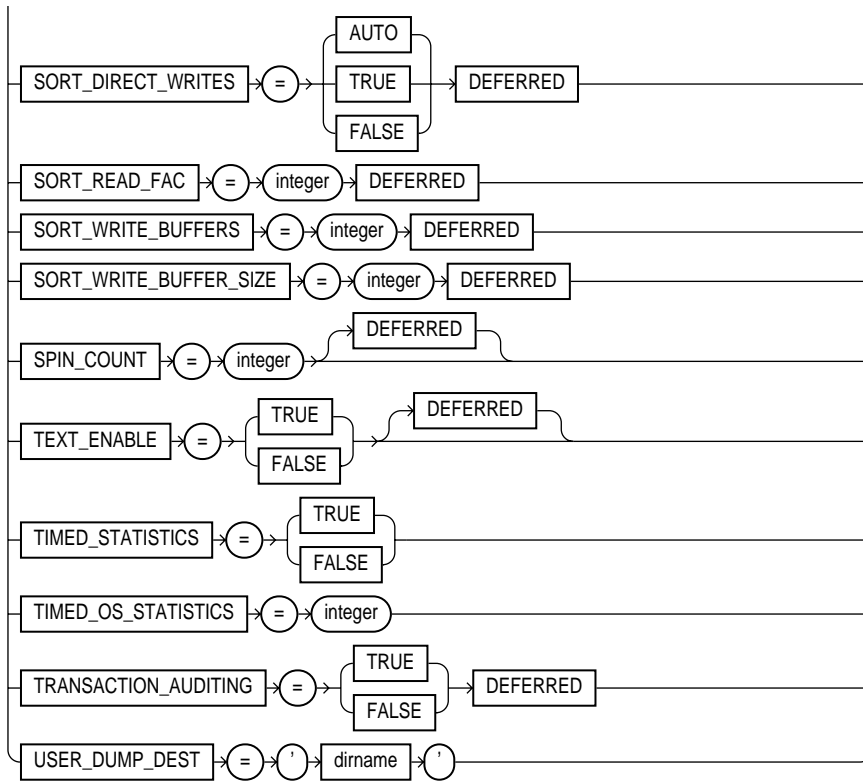 AUTO
SORT_DIRECT_WRITES = TRUE DEFERRED
FALSE
SORT_READ_FAC = integer DEFERRED
SORT_WRITE_BUFFERS = integer DEFERRED
SORT_WRITE_BUFFER_SIZE = integer DEFERRED
DEFERRED
SPIN_COUNT = integer
TRUE DEFERRED
TEXT_ENABLE =
FALSE
TRUE
TIMED_STATISTICS =
FALSE
TIMED_OS_STATISTICS = integer
TRUE
TRANSACTION_AUDITING = DEFERRED
FALSE
USER_DUMP_DEST = ' dirname '